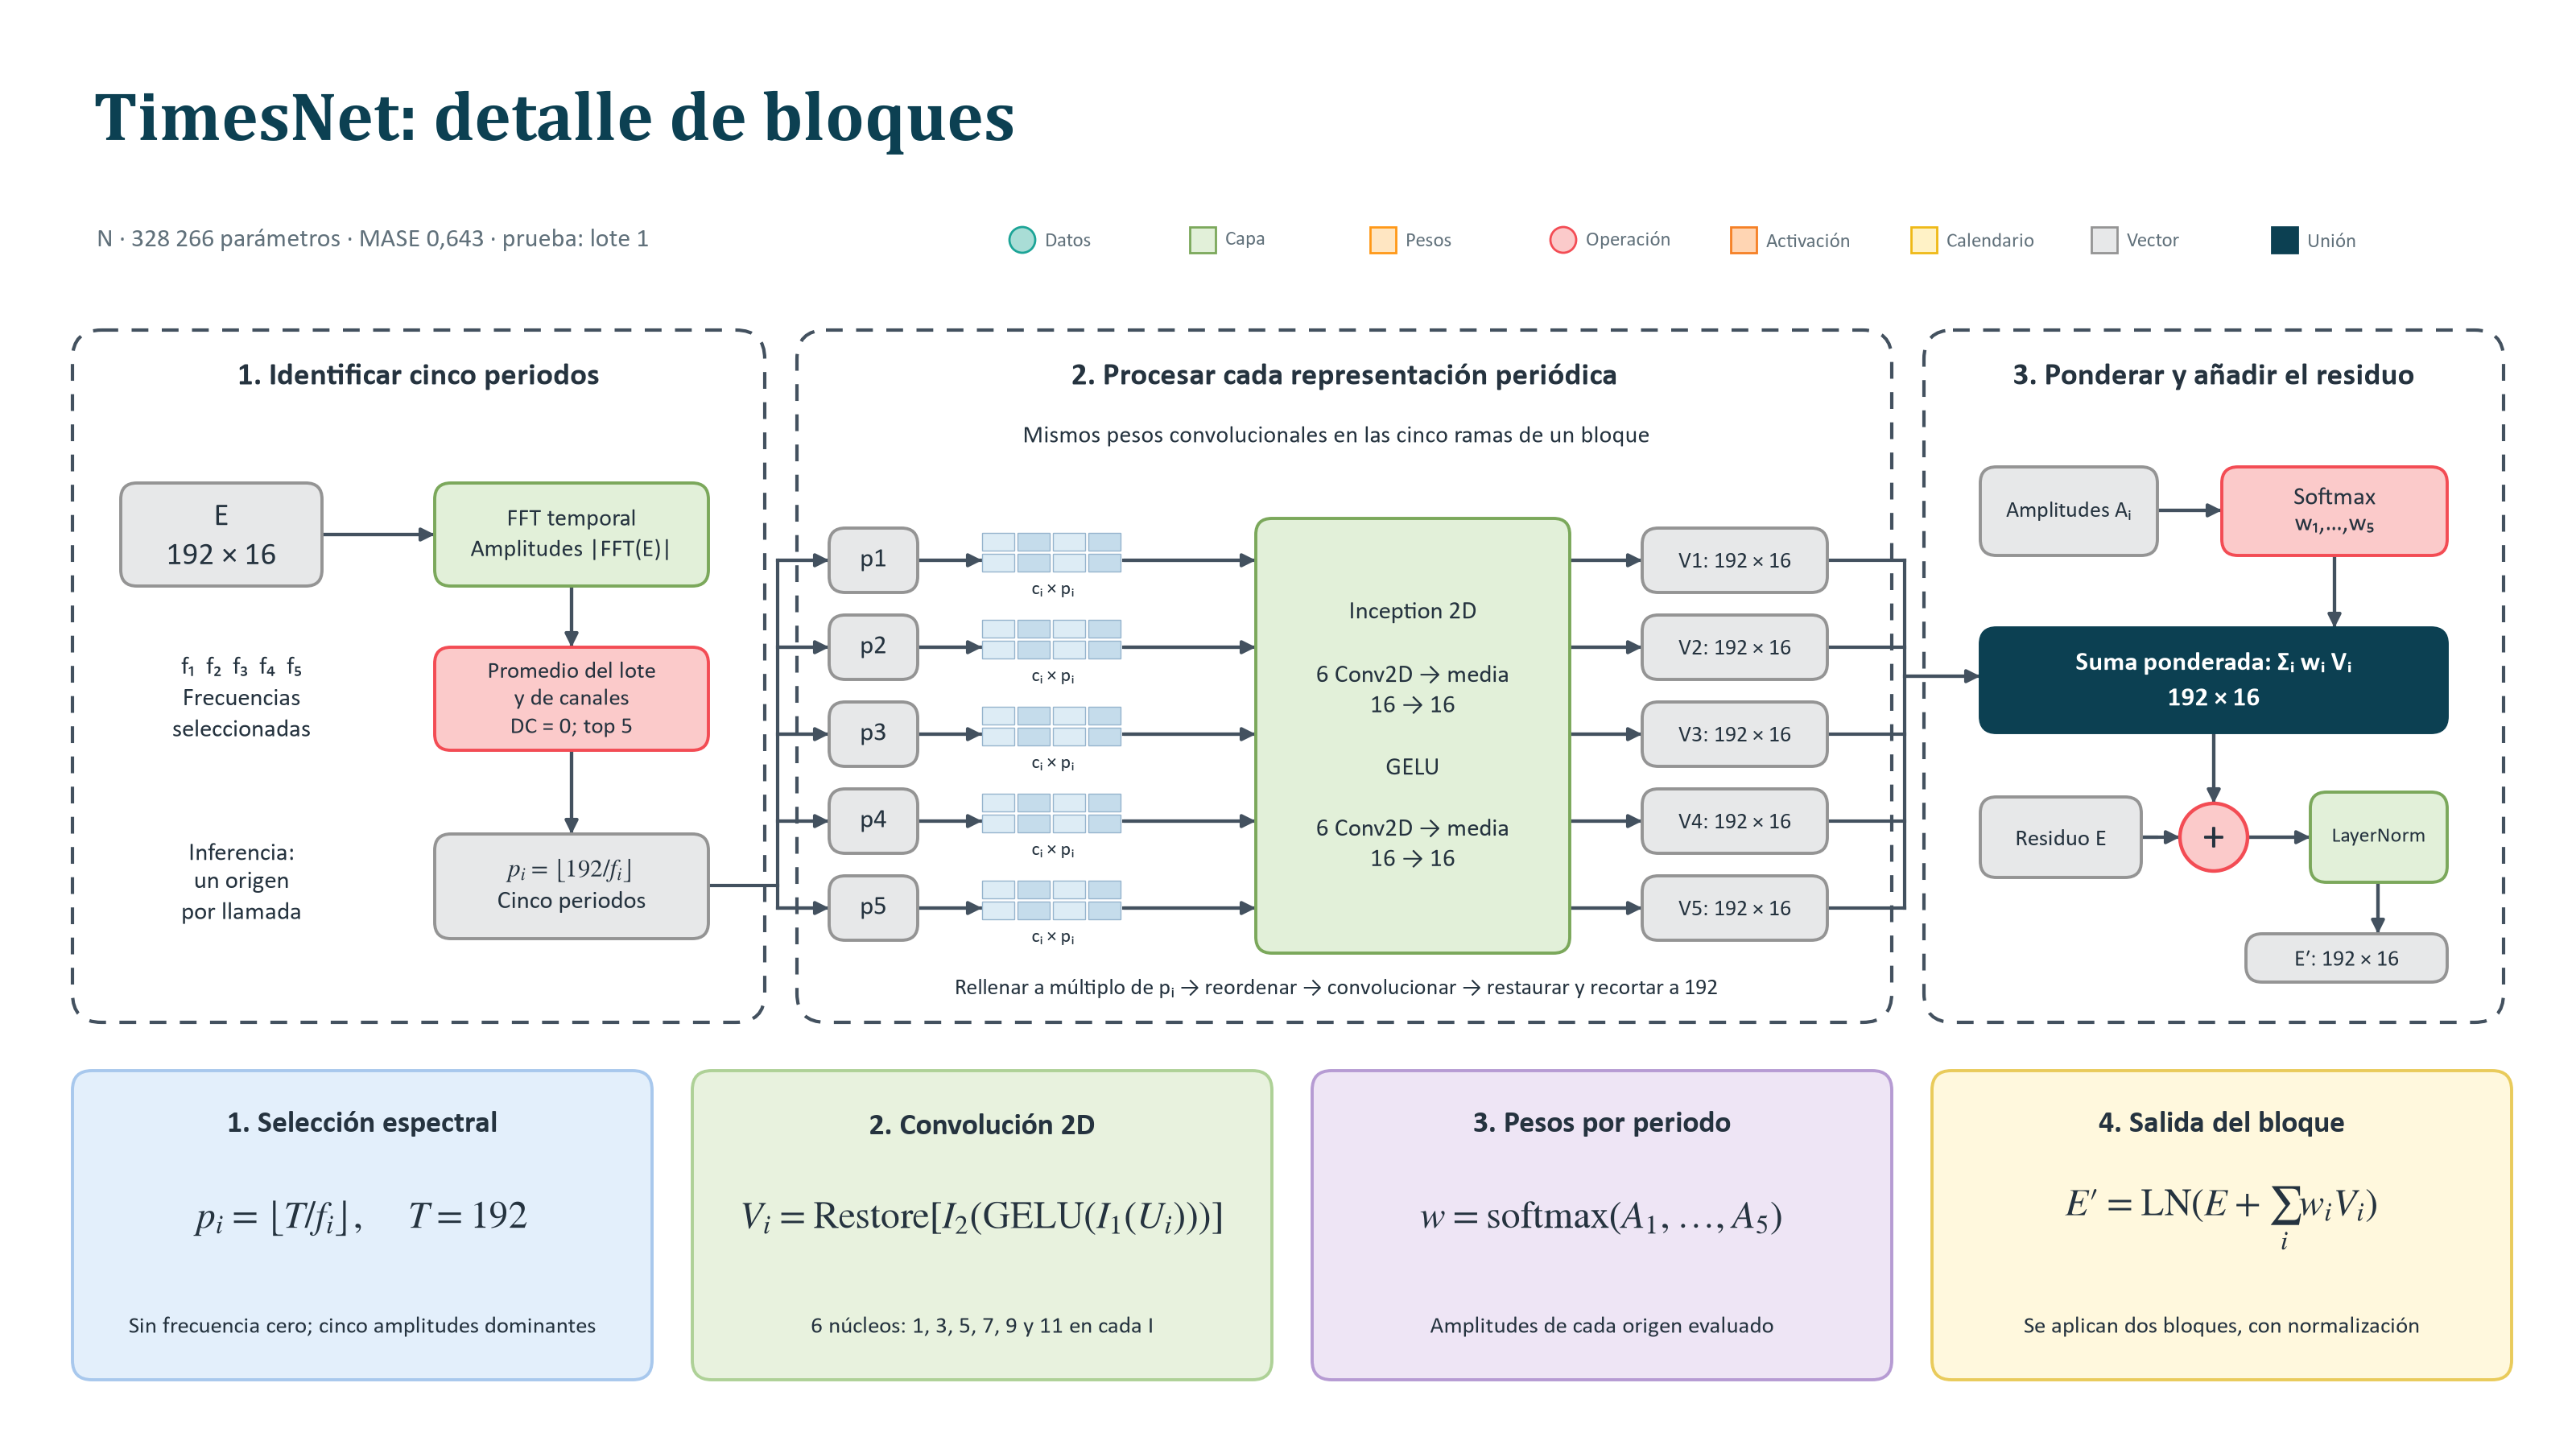 TimesNet: detalle de bloques
N · 328 266 parámetros · MASE 0,643 · prueba: lote 1
Datos
Capa
Pesos
Operación
Activación
Calendario
Vector
Unión
1. Identificar cinco periodos
E
192 × 16
FFT temporal
Amplitudes |FFT(E)|
f₁ f₂ f₃ f₄ f₅
Frecuencias
seleccionadas
Promedio del lote
y de canales
DC = 0; top 5
Inferencia:
un origen
por llamada
pᵢ = ⌊192/fᵢ⌋
Cinco periodos
2. Procesar cada representación periódica
Mismos pesos convolucionales en las cinco ramas de un bloque
p1
cᵢ × pᵢ
p2
cᵢ × pᵢ
p3
cᵢ × pᵢ
p4
cᵢ × pᵢ
p5
cᵢ × pᵢ
Inception 2D
6 Conv2D → media
16 → 16
GELU
6 Conv2D → media
16 → 16
V1: 192 × 16
V2: 192 × 16
V3: 192 × 16
V4: 192 × 16
V5: 192 × 16
Rellenar a múltiplo de pᵢ → reordenar → convolucionar → restaurar y recortar a 192
3. Ponderar y añadir el residuo
Amplitudes Aᵢ
Softmax
w₁,...,w₅
Suma ponderada: Σᵢ wᵢ Vᵢ
192 × 16
Residuo E
+
LayerNorm
E′: 192 × 16
1. Selección espectral
pᵢ = ⌊T/fᵢ⌋, T = 192
Sin frecuencia cero; cinco amplitudes dominantes
2. Convolución 2D
Vᵢ = Restore[I₂(GELU(I₁(Uᵢ)))]
6 núcleos: 1, 3, 5, 7, 9 y 11 en cada I
3. Pesos por periodo
w = softmax(A₁, …, A₅)
Amplitudes de cada origen evaluado
4. Salida del bloque
E′ = LN(E + ∑ᵢ wᵢVᵢ)
Se aplican dos bloques, con normalización